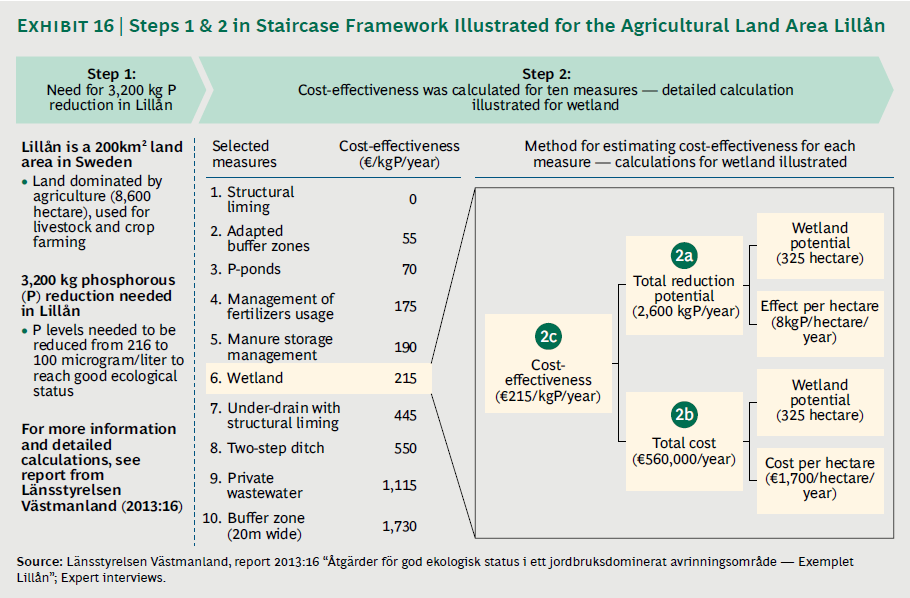 EXHIBIT 16 | Steps 1 & 2 in Staircase Framework Illustrated for the Agricultural Land Area Lillån
Step 1:
Need for 3,200 kg P
reduction in Lillån
Step 2:
Cost-effectiveness was calculated for ten measures — detailed calculation
illustrated for wetland
Lillån is a 200km² land
area in Sweden
• Land dominated by
agriculture (8,600
hectare), used for
livestock and crop
farming
3,200 kg phosphorous
(P) reduction needed
in Lillån
• P levels needed to be
reduced from 216 to
100 microgram/liter to
reach good ecological
status
For more information
and detailed
calculations, see
report from
Länsstyrelsen
Västmanland (2013:16)
Selected
measures
Cost-effectiveness
(€/kgP/year)
1. Structural
liming
0
2. Adapted
buffer zones
55
3. P-ponds
70
4. Management of
fertilizers usage
175
5. Manure storage
management
190
6. Wetland
215
7. Under-drain with
structural liming
445
8. Two-step ditch
550
9. Private
wastewater
1,115
10. Buffer zone
(20m wide)
1,730
Method for estimating cost-effectiveness for each
measure — calculations for wetland illustrated
2c
Cost-
effectiveness
(€215/kgP/year)
2a
Total reduction
potential
(2,600 kgP/year)
2b
Total cost
(€560,000/year)
Wetland
potential
(325 hectare)
Effect per hectare
(8kgP/hectare/
year)
Wetland
potential
(325 hectare)
Cost per hectare
(€1,700/hectare/
year)
Source: Länsstyrelsen Västmanland, report 2013:16 “Åtgärder för god ekologisk status i ett jordbruksdominerat avrinningsområde — Exemplet
Lillån”; Expert interviews.